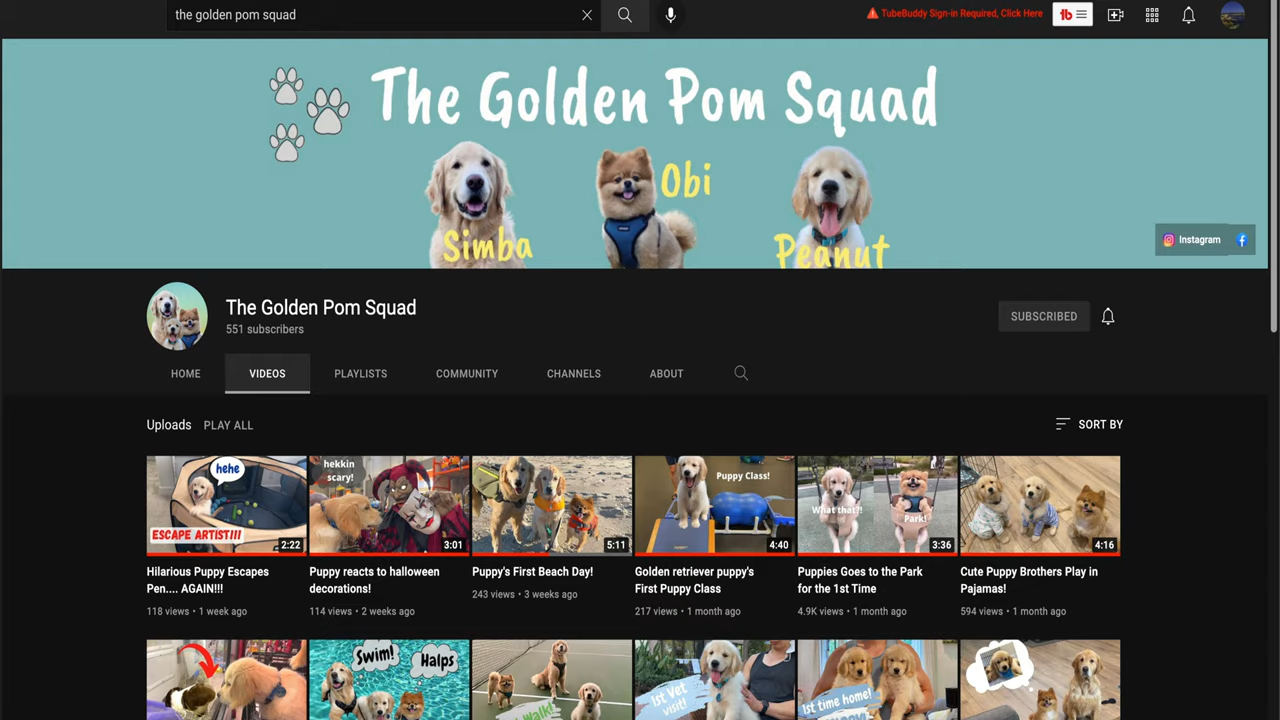 the golden pom squad
TubeBuddy Sign-in Required, Click Here
tb
The Golden Pom Squad
Simba
Obi
Peanut
Instagram
The Golden Pom Squad
551 subscribers
SUBSCRIBED
HOME
VIDEOS
PLAYLISTS
COMMUNITY
CHANNELS
ABOUT
Uploads
PLAY ALL
SORT BY
hehe
ESCAPE ARTIST!!!
2:22
hekkin
scary!
3:01
5:11
Puppy Class!
4:40
What that?!
Park!
3:36
4:16
Hilarious Puppy Escapes
Pen.... AGAIN!!!
118 views • 1 week ago
Puppy reacts to halloween
decorations!
114 views • 2 weeks ago
Puppy's First Beach Day!
243 views • 3 weeks ago
Golden retriever puppy's
First Puppy Class
217 views • 1 month ago
Puppies Goes to the Park
for the 1st Time
4.9K views • 1 month ago
Cute Puppy Brothers Play in
Pajamas!
594 views • 1 month ago
Swim!
Halps
Walk!
1st Vet
visit!
1st time home!